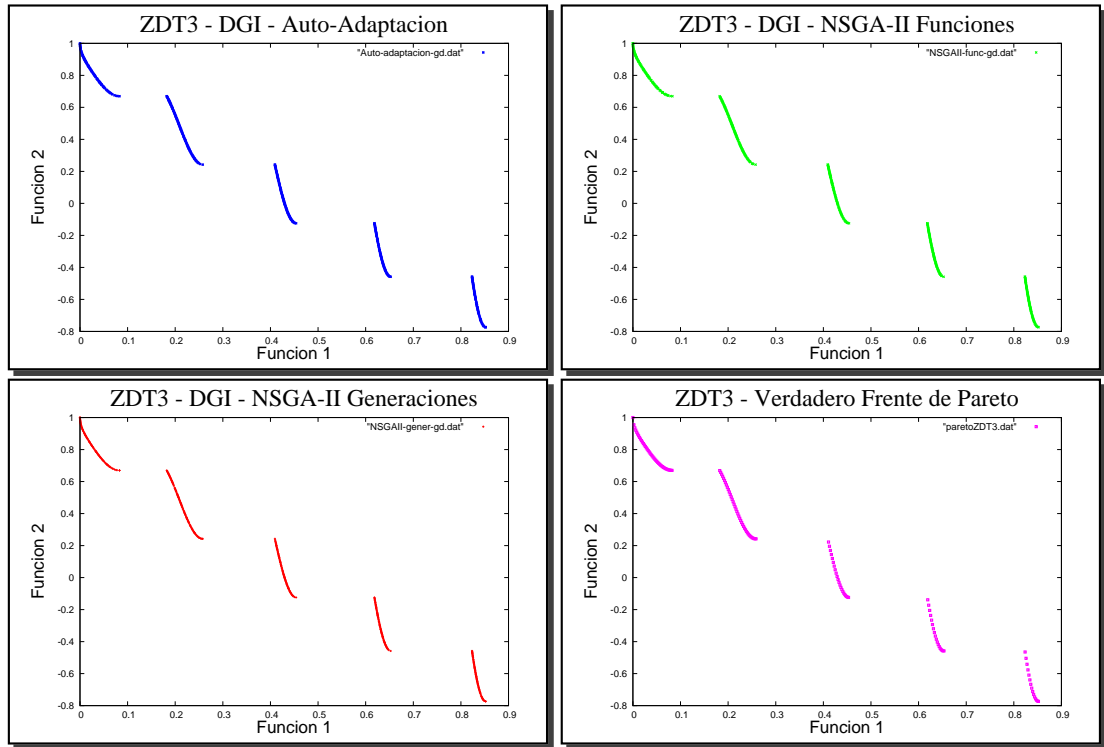 ZDT3 - DGI - Auto-Adaptacion
"Auto-adaptacion-gd.dat"
1
0.8
0.6
0.4
0.2
0
-0.2
-0.4
-0.6
-0.8
Funcion 2
0 0.1 0.2 0.3 0.4 0.5 0.6 0.7 0.8 0.9
Funcion 1
ZDT3 - DGI - NSGA-II Funciones
"NSGAII-func-gd.dat"
1
0.8
0.6
0.4
0.2
0
-0.2
-0.4
-0.6
-0.8
Funcion 2
0 0.1 0.2 0.3 0.4 0.5 0.6 0.7 0.8 0.9
Funcion 1
ZDT3 - DGI - NSGA-II Generaciones
"NSGAII-gener-gd.dat"
1
0.8
0.6
0.4
0.2
0
-0.2
-0.4
-0.6
-0.8
Funcion 2
0 0.1 0.2 0.3 0.4 0.5 0.6 0.7 0.8 0.9
Funcion 1
ZDT3 - Verdadero Frente de Pareto
"paretoZDT3.dat"
1
0.8
0.6
0.4
0.2
0
-0.2
-0.4
-0.6
-0.8
Funcion 2
0 0.1 0.2 0.3 0.4 0.5 0.6 0.7 0.8 0.9
Funcion 1